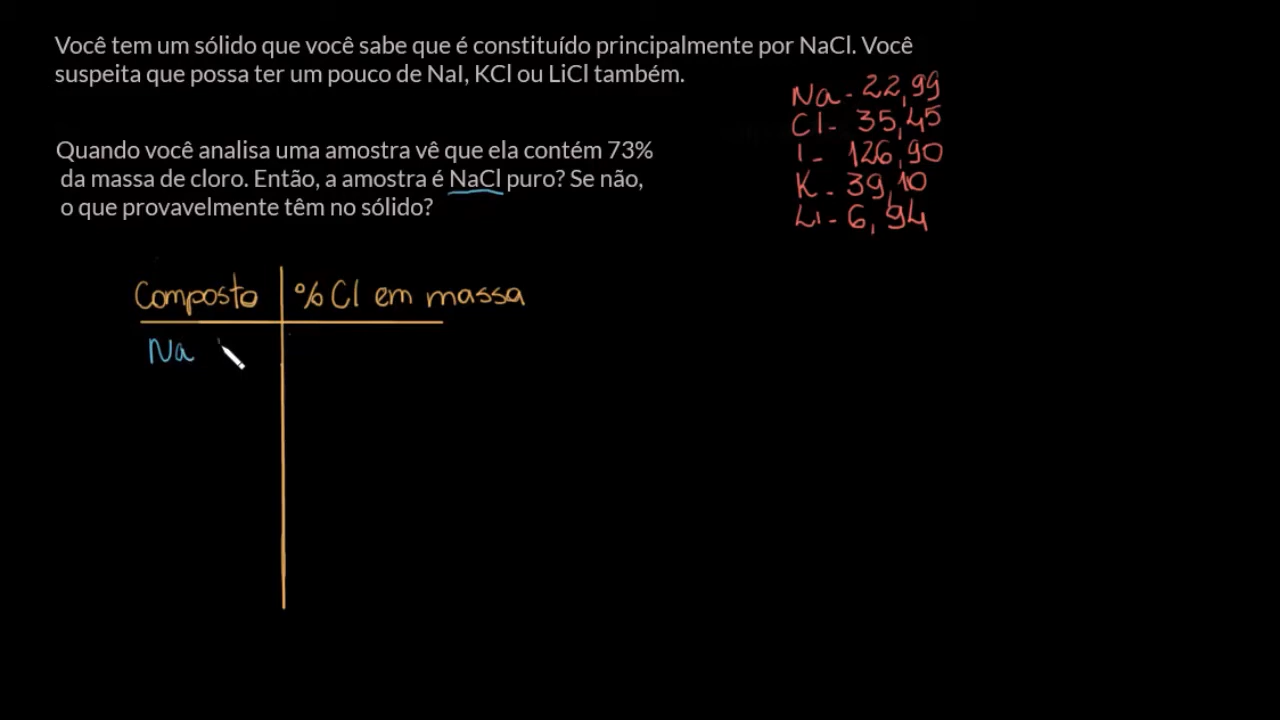 Você tem um sólido que você sabe que é constituído principalmente por NaCl. Você
suspeita que possa ter um pouco de NaI, KCl ou LiCl também.
Na - 22,99
Cl - 35,45
I - 126,90
K - 39,10
Li - 6,94
Quando você analisa uma amostra vê que ela contém 73%
da massa de cloro. Então, a amostra é NaCl puro? Se não,
o que provavelmente têm no sólido?
Composto % Cl em massa
Na